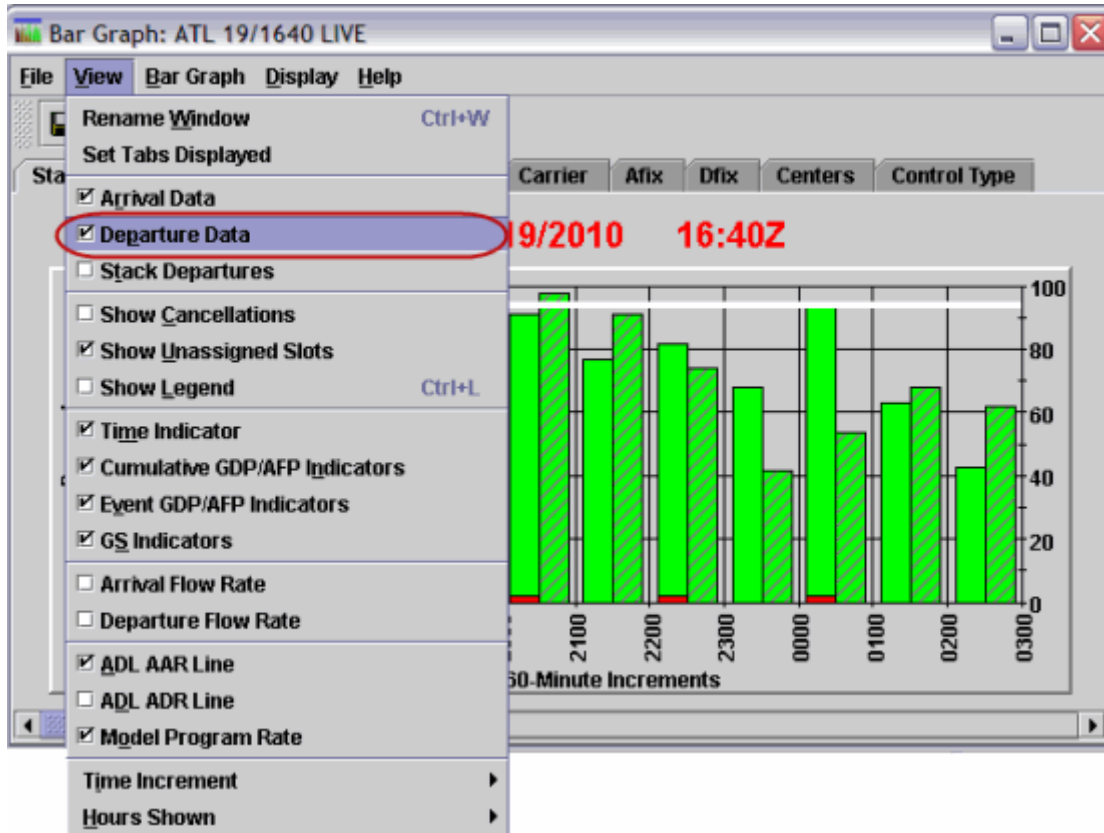 Bar Graph: ATL 19/1640 LIVE
File View Bar Graph Display Help
Rename Window Ctrl+W
Set Tabs Displayed
Sta Carrier Afix Dfix Centers Control Type
Arrival Data
Departure Data
19/2010 16:40Z
Stack Departures
Show Cancellations
Show Unassigned Slots
Show Legend Ctrl+L
Time Indicator
Cumulative GDP/AFP Indicators
Event GDP/AFP Indicators
GS Indicators
Arrival Flow Rate
Departure Flow Rate
ADL AAR Line
ADL ADR Line
Model Program Rate
Time Increment
Hours Shown
100
80
60
40
20
0
2100 2200 2300 0000 0100 0200 0300
60-Minute Increments